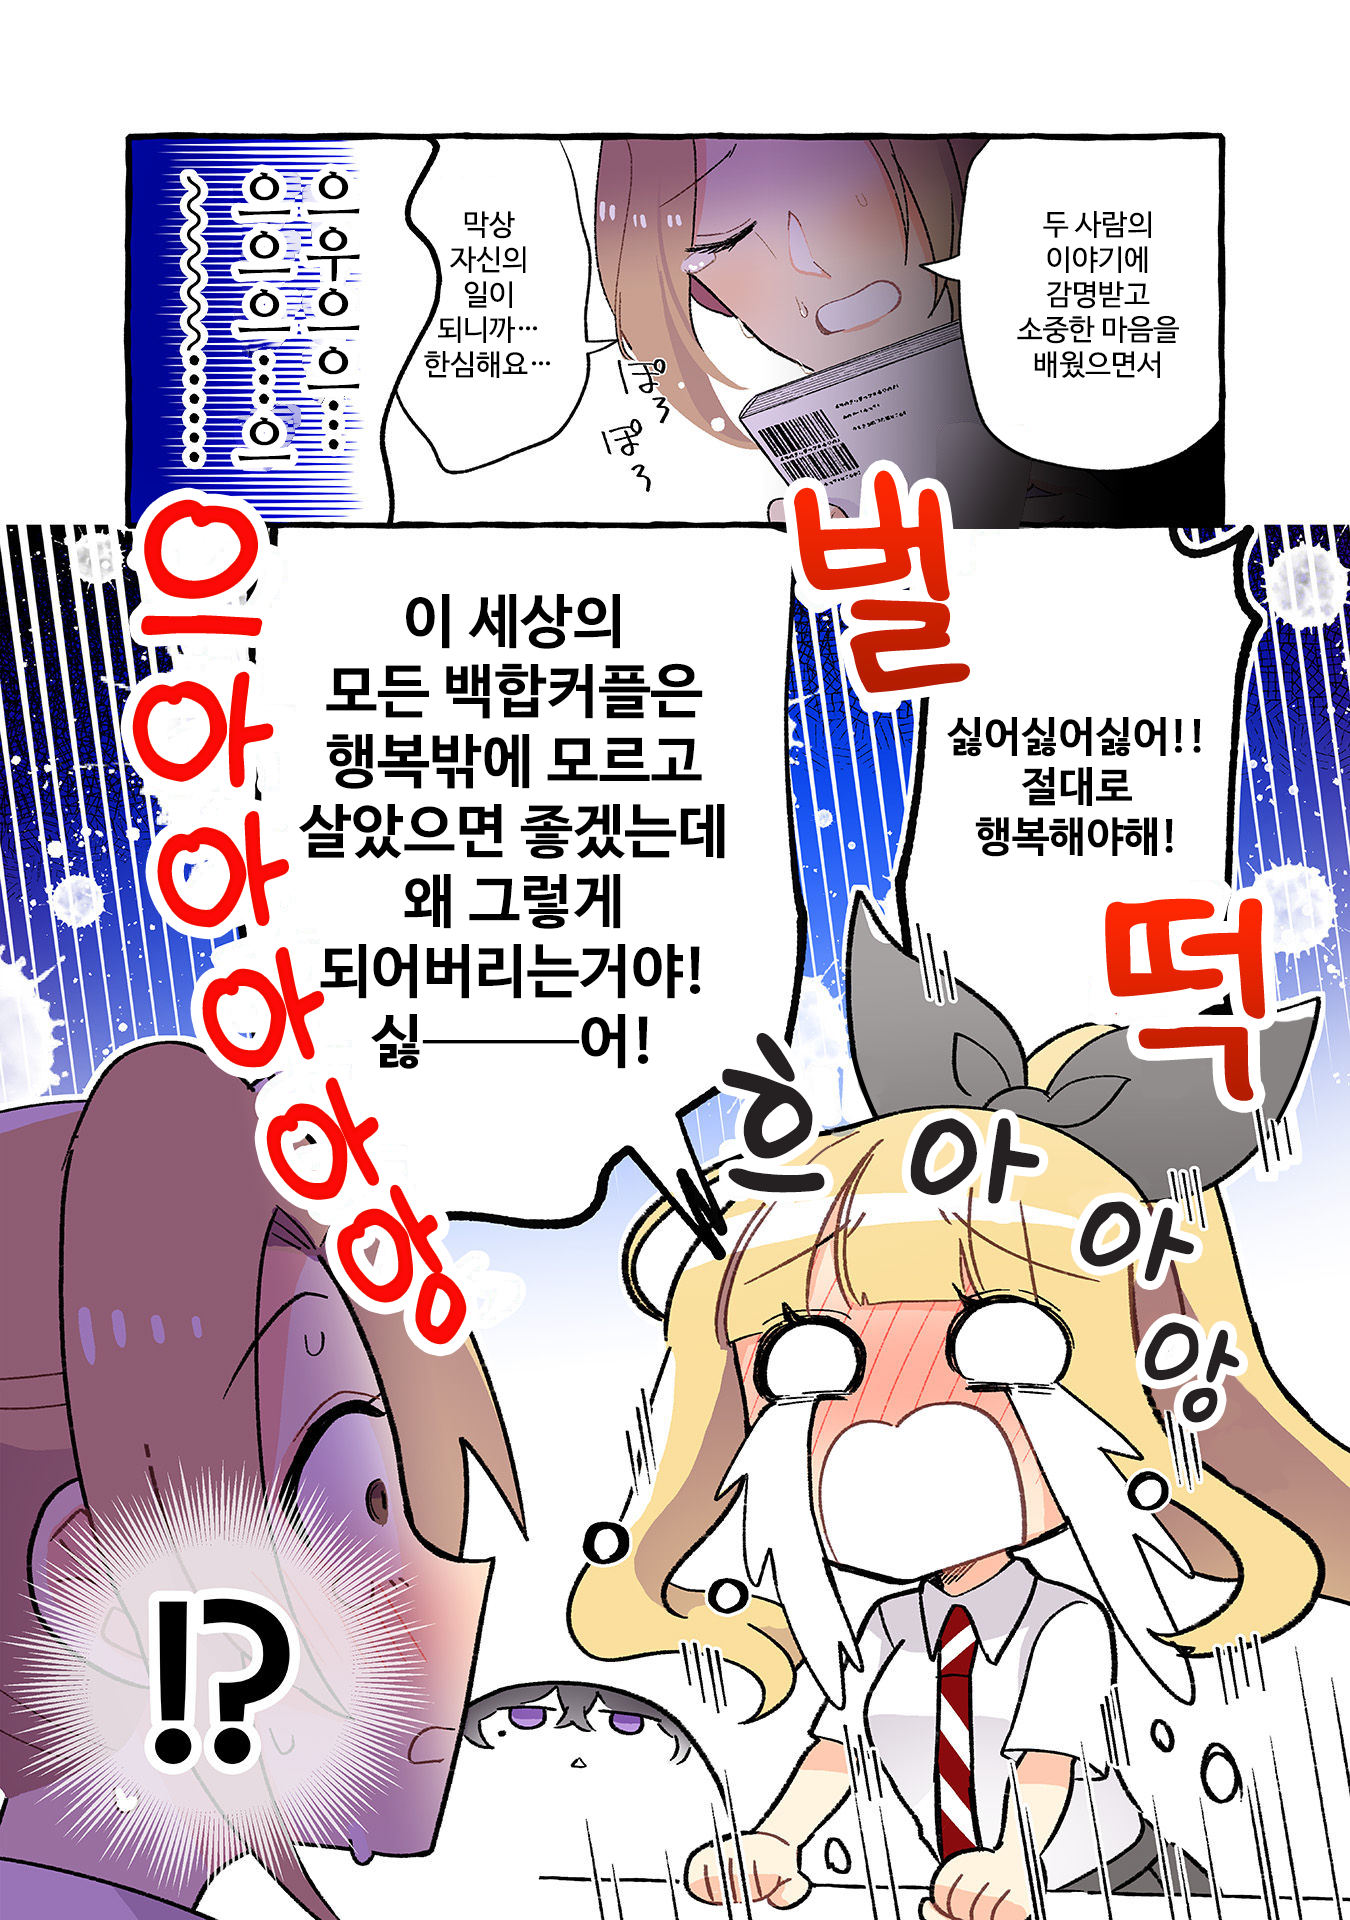 두 사람의
이야기에
감명받고
소중한 마음을
배웠으면서
막상
자신의
일이
되니까…
한심해요…
ぽろ
ぽろ
으우으으…
으으으…으
벌
떡
싫어싫어싫어!!
절대로
행복해야해!
이 세상의
모든 백합커플은
행복밖에 모르고
살았으면 좋겠는데
왜 그렇게
되어버리는거야!
싫———어!
으아아아아앙
흐아아앙
!?